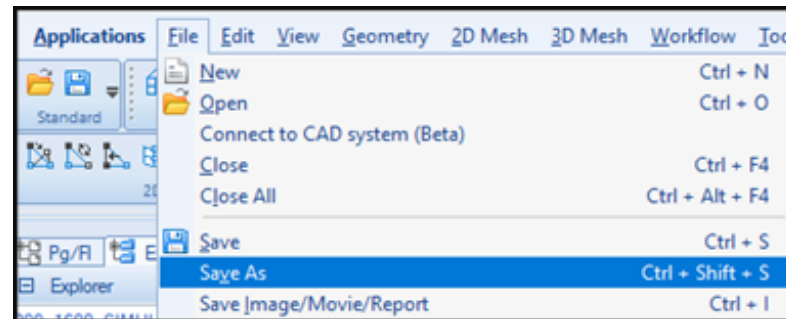 Applications File Edit View Geometry 2D Mesh 3D Mesh Workflow
New Ctrl + N
Open Ctrl + O
Standard
Connect to CAD system (Beta)
Close Ctrl + F4
Close All Ctrl + Alt + F4
Save Ctrl + S
Pg/Fl
Save As Ctrl + Shift + S
Explorer
Save Image/Movie/Report Ctrl + I